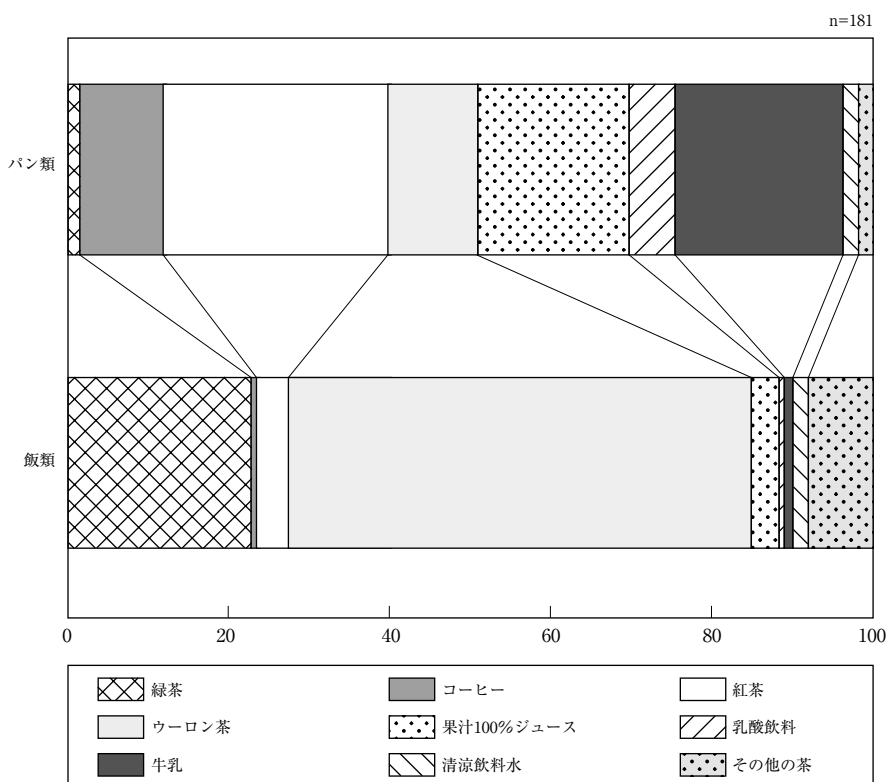 n=181
パン類
飯類
0 20 40 60 80 100
緑茶 コーヒー 紅茶
ウーロン茶 果汁100%ジュース 乳酸飲料
牛乳 清涼飲料水 その他の茶